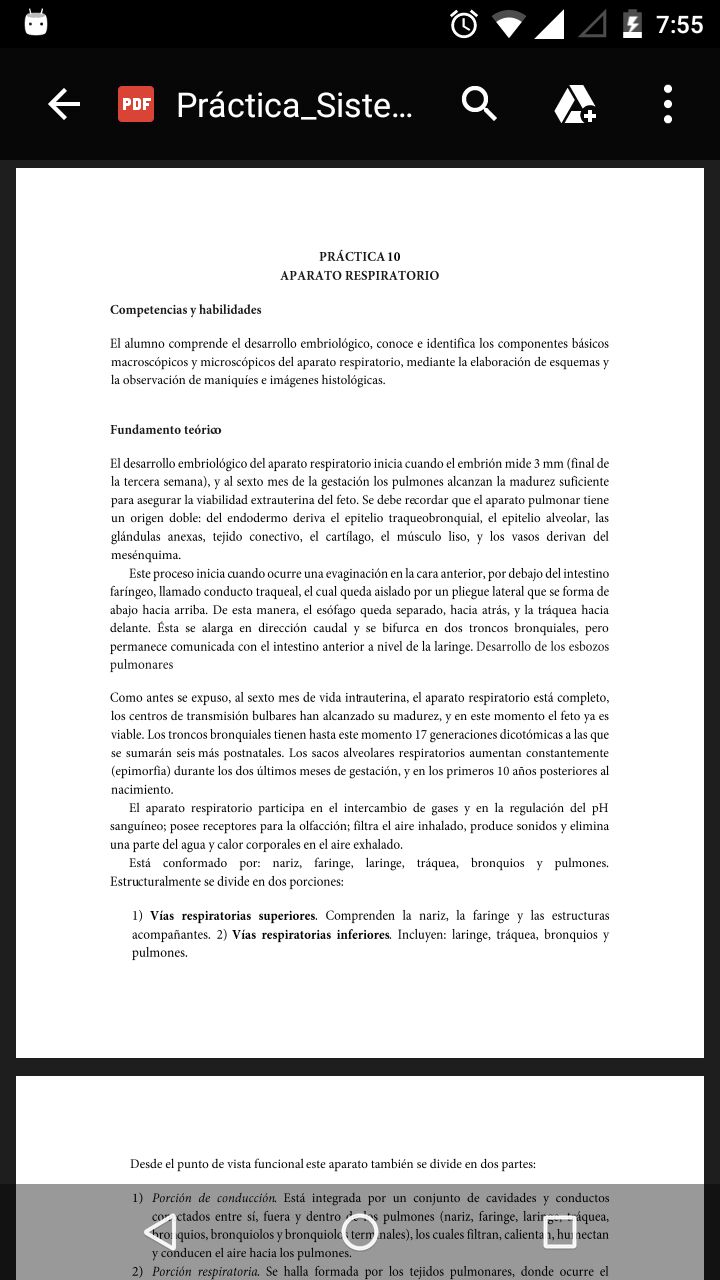 7:55
PDF Práctica_Siste...
PRÁCTICA 10
APARATO RESPIRATORIO
Competencias y habilidades
El alumno comprende el desarrollo embriológico, conoce e identifica los componentes básicos
macroscópicos y microscópicos del aparato respiratorio, mediante la elaboración de esquemas y
la observación de maniquíes e imágenes histológicas.
Fundamento teórico
El desarrollo embriológico del aparato respiratorio inicia cuando el embrión mide 3 mm (final de
la tercera semana), y al sexto mes de la gestación los pulmones alcanzan la madurez suficiente
para asegurar la viabilidad extrauterina del feto. Se debe recordar que el aparato pulmonar tiene
un origen doble: del endodermo deriva el epitelio traqueobronquial, el epitelio alveolar, las
glándulas anexas, tejido conectivo, el cartílago, el músculo liso, y los vasos derivan del
mesénquima.
Este proceso inicia cuando ocurre una evaginación en la cara anterior, por debajo del intestino
faríngeo, llamado conducto traqueal, el cual queda aislado por un pliegue lateral que se forma de
abajo hacia arriba. De esta manera, el esófago queda separado, hacia atrás, y la tráquea hacia
delante. Ésta se alarga en dirección caudal y se bifurca en dos troncos bronquiales, pero
permanece comunicada con el intestino anterior a nivel de la laringe. Desarrollo de los esbozos
pulmonares
Como antes se expuso, al sexto mes de vida intrauterina, el aparato respiratorio está completo,
los centros de transmisión bulbares han alcanzado su madurez, y en este momento el feto ya es
viable. Los troncos bronquiales tienen hasta este momento 17 generaciones dicotómicas a las que
se sumarán seis más postnatales. Los sacos alveolares respiratorios aumentan constantemente
(epimorfia) durante los dos últimos meses de gestación, y en los primeros 10 años posteriores al
nacimiento.
El aparato respiratorio participa en el intercambio de gases y en la regulación del pH
sanguíneo; posee receptores para la olfacción; filtra el aire inhalado, produce sonidos y elimina
una parte del agua y calor corporales en el aire exhalado.
Está conformado por: nariz, faringe, laringe, tráquea, bronquios y pulmones.
Estructuralmente se divide en dos porciones:
1) Vías respiratorias superiores. Comprenden la nariz, la faringe y las estructuras
acompañantes. 2) Vías respiratorias inferiores. Incluyen: laringe, tráquea, bronquios y
pulmones.
Desde el punto de vista funcional este aparato también se divide en dos partes:
1) Porción de conducción. Está integrada por un conjunto de cavidades y conductos
conectados entre sí, fuera y dentro de los pulmones (nariz, faringe, laringe, tráquea,
bronquios, bronquiolos y bronquiolos terminales), los cuales filtran, calientan, humectan
y conducen el aire hacia los pulmones.
2) Porción respiratoria. Se halla formada por los tejidos pulmonares, donde ocurre el